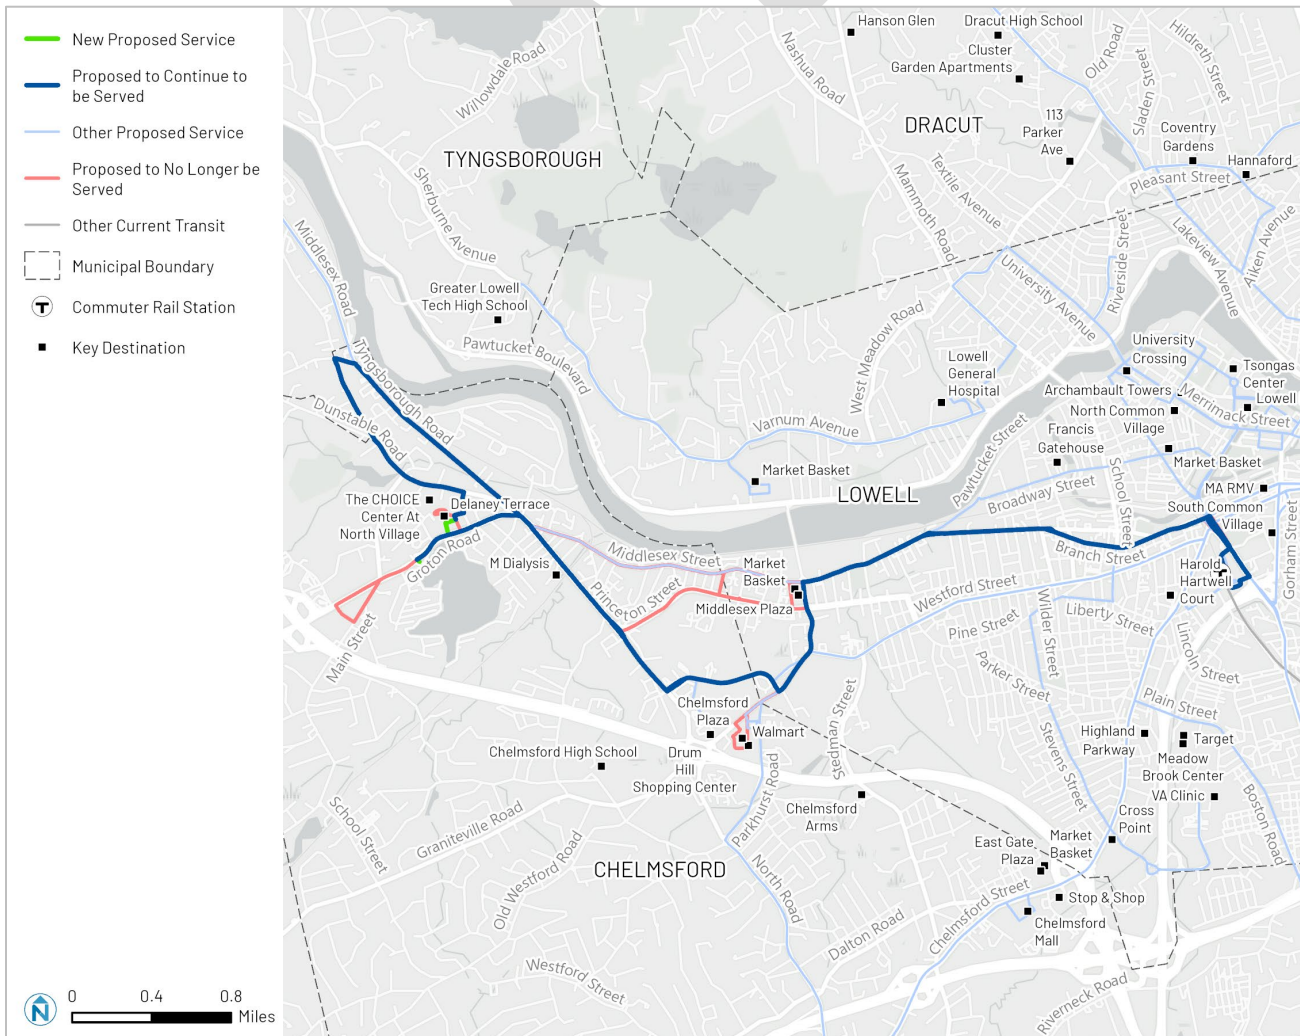 New Proposed Service
Proposed to Continue to
be Served
Other Proposed Service
Proposed to No Longer be
Served
Other Current Transit
Municipal Boundary
T
Commuter Rail Station
Key Destination
N
0
0.4
0.8
Miles
Hanson Glen
Dracut High School
Cluster
Garden Apartments
Old Road
Hildreth Street
Sladen Street
Nashua Road
Willowdale Road
DRACUT
113
Parker
Ave
Coventry
Gardens
Hannaford
Pleasant Street
TYNGSBOROUGH
Textile Avenue
Mammoth Road
Sherburne Avenue
Riverside Street
Lakeview Avenue
Aiken Avenue
Middlesex Road
University Avenue
Greater Lowell
Tech High School
Pawtucket Boulevard
West Meadow Road
Tyngsborough Road
Lowell
General
Hospital
University
Crossing
Tsongas
Center
Lowell
Archambault Towers
Merrimack Street
North Common
Village
Francis
Gatehouse
Dunstable Road
Varnum Avenue
Pawtucket Street
School Street
Market Basket
Market Basket
MA RMV
Broadway Street
LOWELL
The CHOICE
Center At
North Village
Delaney Terrace
South Common
Village
Gorham Street
Groton Road
Middlesex Street
Branch Street
M Dialysis
Market
Basket
Harold
Hartwell
Court
Princeton Street
Middlesex Plaza
Westford Street
Wilder Street
Liberty Street
Pine Street
Lincoln Street
Main Street
Parker Street
Stedman Street
Plain Street
Chelmsford
Plaza
Walmart
Stevens Street
Highland
Parkway
Target
Meadow
Brook Center
Chelmsford High School
Drum
Hill
Shopping Center
VA Clinic
Boston Road
Parkhurst Road
Chelmsford
Arms
Cross
Point
School Street
Graniteville Road
East Gate
Plaza
Market
Basket
Old Westford Road
CHELMSFORD
North Road
Chelmsford Street
Stop & Shop
Chelmsford
Mall
Dalton Road
Westford Street
Riverneck Road